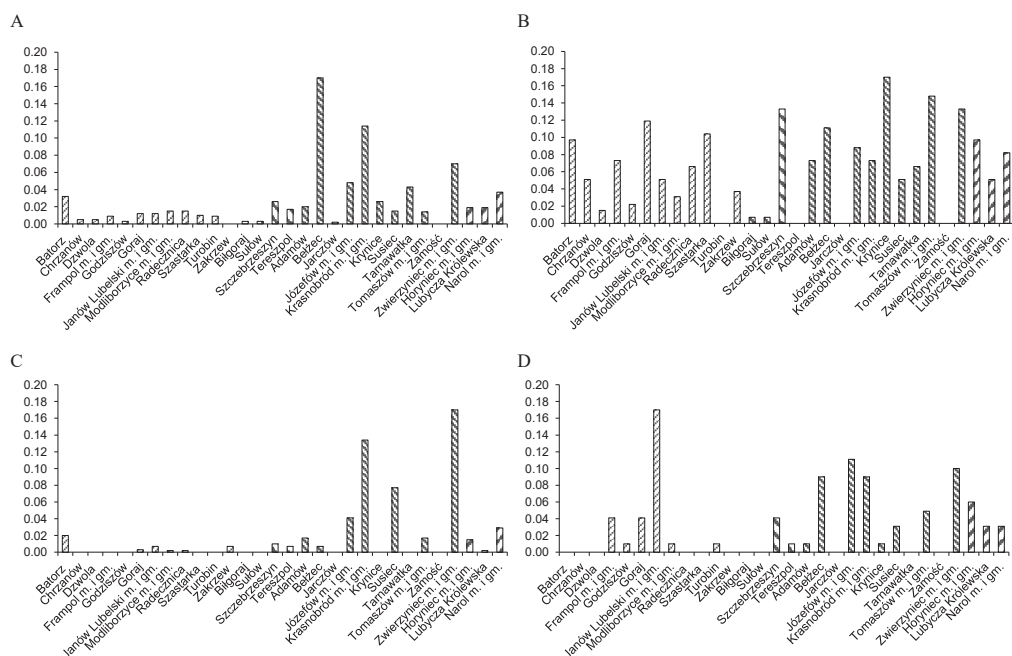 A
0.20
0.18
0.16
0.14
0.12
0.10
0.08
0.06
0.04
0.02
0.00
Batorz
Chrzanów
Dzwola
Frampol m. i gm.
Godziszów
Goraj
Janów Lubelski m. i gm.
Modliborzyce m. i gm.
Radecznica
Szastarka
Turobin
Zakrzew
Biłgoraj
Sułów
Szczebrzeszyn
Tereszpol
Adamów
Bełżec
Jarczów
Józefów m. i gm.
Krasnobród m. i gm.
Krynice
Susiec
Tarnawatka
Tomaszów m. i gm.
Zamość
Zwierzyniec m. i gm.
Horyniec m. i gm.
Lubycza Królewska
Narol m. i gm.
B
0.20
0.18
0.16
0.14
0.12
0.10
0.08
0.06
0.04
0.02
0.00
Batorz
Chrzanów
Dzwola
Frampol m. i gm.
Godziszów
Goraj
Janów Lubelski m. i gm.
Modliborzyce m. i gm.
Radecznica
Szastarka
Turobin
Zakrzew
Biłgoraj
Sułów
Szczebrzeszyn
Tereszpol
Adamów
Bełżec
Jarczów
Józefów m. i gm.
Krasnobród m. i gm.
Krynice
Susiec
Tarnawatka
Tomaszów m. i gm.
Zamość
Zwierzyniec m. i gm.
Horyniec m. i gm.
Lubycza Królewska
Narol m. i gm.
C
0.20
0.18
0.16
0.14
0.12
0.10
0.08
0.06
0.04
0.02
0.00
Batorz
Chrzanów
Dzwola
Frampol m. i gm.
Godziszów
Goraj
Janów Lubelski m. i gm.
Modliborzyce m. i gm.
Radecznica
Szastarka
Turobin
Zakrzew
Biłgoraj
Sułów
Szczebrzeszyn
Tereszpol
Adamów
Bełżec
Jarczów
Józefów m. i gm.
Krasnobród m. i gm.
Krynice
Susiec
Tarnawatka
Tomaszów m. i gm.
Zamość
Zwierzyniec m. i gm.
Horyniec m. i gm.
Lubycza Królewska
Narol m. i gm.
D
0.20
0.18
0.16
0.14
0.12
0.10
0.08
0.06
0.04
0.02
0.00
Batorz
Chrzanów
Dzwola
Frampol m. i gm.
Godziszów
Goraj
Janów Lubelski m. i gm.
Modliborzyce m. i gm.
Radecznica
Szastarka
Turobin
Zakrzew
Biłgoraj
Sułów
Szczebrzeszyn
Tereszpol
Adamów
Bełżec
Jarczów
Józefów m. i gm.
Krasnobród m. i gm.
Krynice
Susiec
Tarnawatka
Tomaszów m. i gm.
Zamość
Zwierzyniec m. i gm.
Horyniec m. i gm.
Lubycza Królewska
Narol m. i gm.